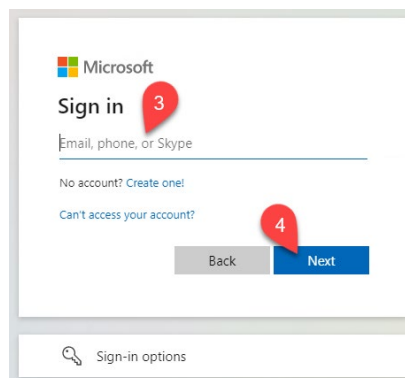 Microsoft
Sign in
3
Email, phone, or Skype
No account? Create one!
Can't access your account?
4
Back
Next
Sign-in options